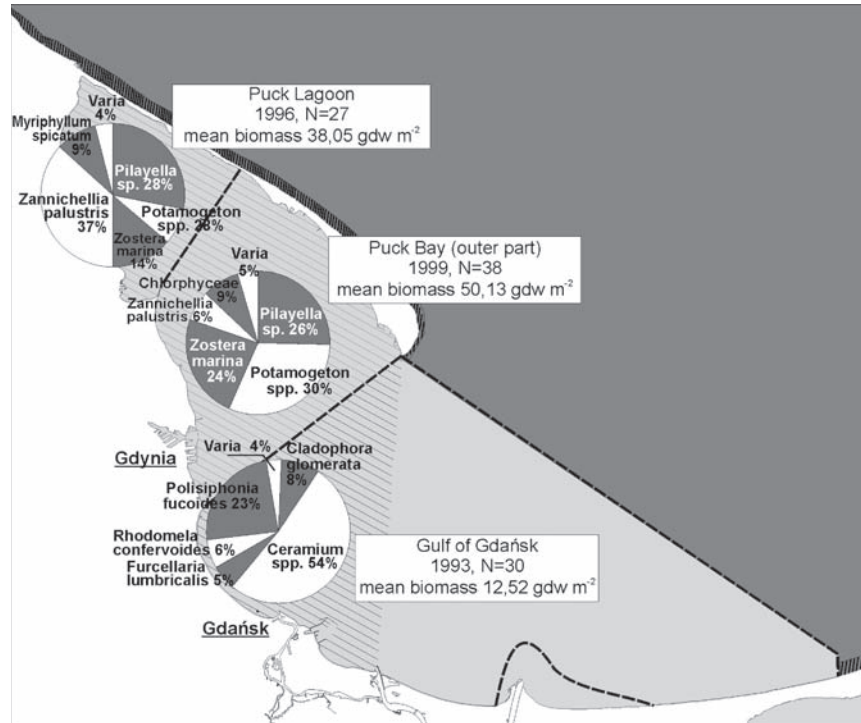 Puck Lagoon
1996, N=27
mean biomass 38,05 gdw m-2
Varia
4%
Myriphyllum
spicatum
9%
Pilayella
sp. 28%
Zannichellia
palustris
37%
Potamogeton
spp. 28%
Zostera
marina
14%
Puck Bay (outer part)
1999, N=38
mean biomass 50,13 gdw m-2
Varia
5%
Chlorphyceae
9%
Zannichellia
palustris 6%
Pilayella
sp. 26%
Zostera
marina
24%
Potamogeton
spp. 30%
Gdynia
Varia 4%
Cladophora
glomerata
8%
Polisiphonia
fucoides 23%
Rhodomela
confervoides 6%
Furcellaria
lumbricalis 5%
Ceramium
spp. 54%
Gulf of Gdańsk
1993, N=30
mean biomass 12,52 gdw m-2
Gdańsk